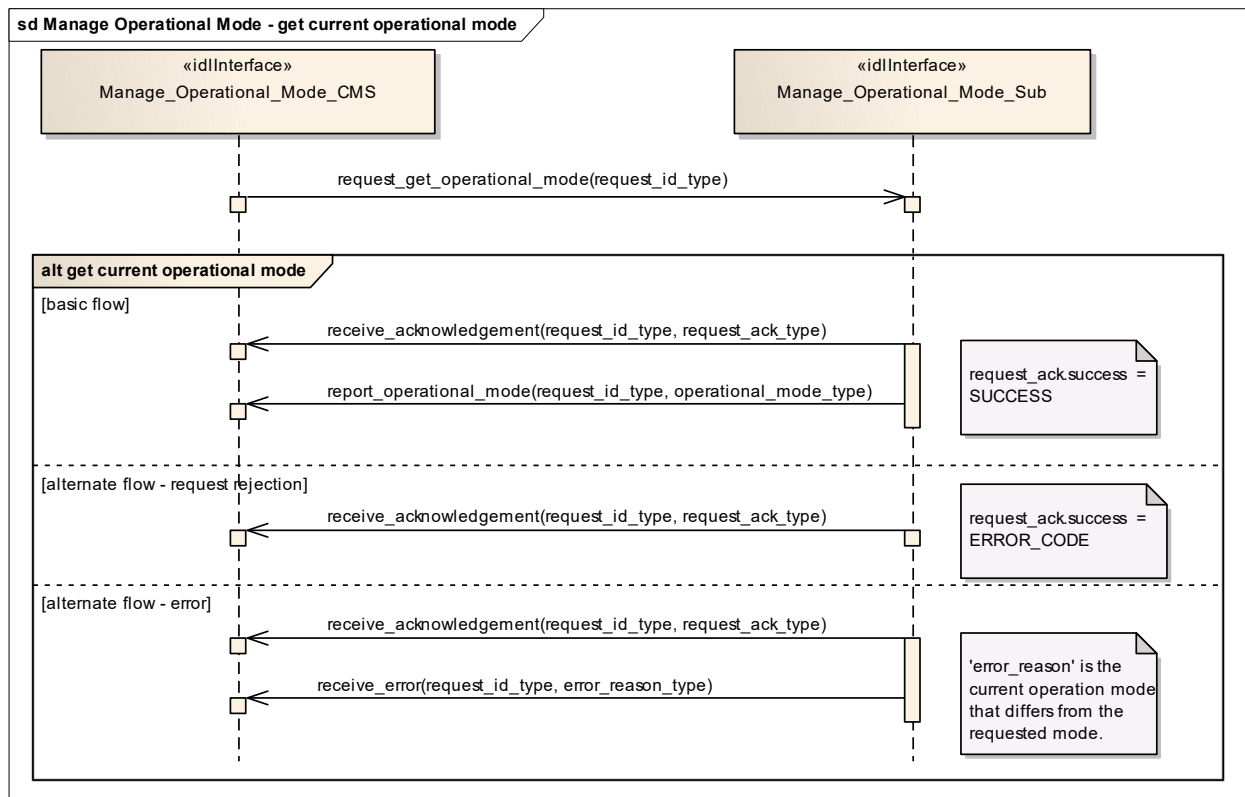 sd Manage Operational Mode - get current operational mode
«idlInterface»
Manage_Operational_Mode_CMS
«idlInterface»
Manage_Operational_Mode_Sub
request_get_operational_mode(request_id_type)
alt get current operational mode
[basic flow]
receive_acknowledgement(request_id_type, request_ack_type)
report_operational_mode(request_id_type, operational_mode_type)
request_ack.success =
SUCCESS
[alternate flow - request rejection]
receive_acknowledgement(request_id_type, request_ack_type)
request_ack.success =
ERROR_CODE
[alternate flow - error]
receive_acknowledgement(request_id_type, request_ack_type)
receive_error(request_id_type, error_reason_type)
'error_reason' is the
current operation mode
that differs from the
requested mode.